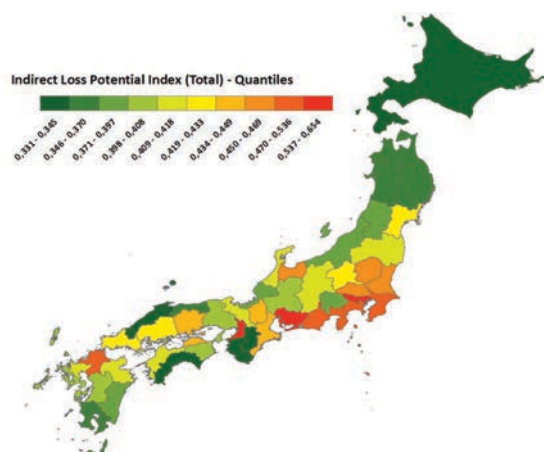 Indirect Loss Potential Index (Total) - Quantiles
0,331 - 0,345
0,346 - 0,370
0,371 - 0,397
0,398 - 0,408
0,409 - 0,418
0,419 - 0,433
0,434 - 0,449
0,450 - 0,469
0,470 - 0,536
0,537 - 0,654